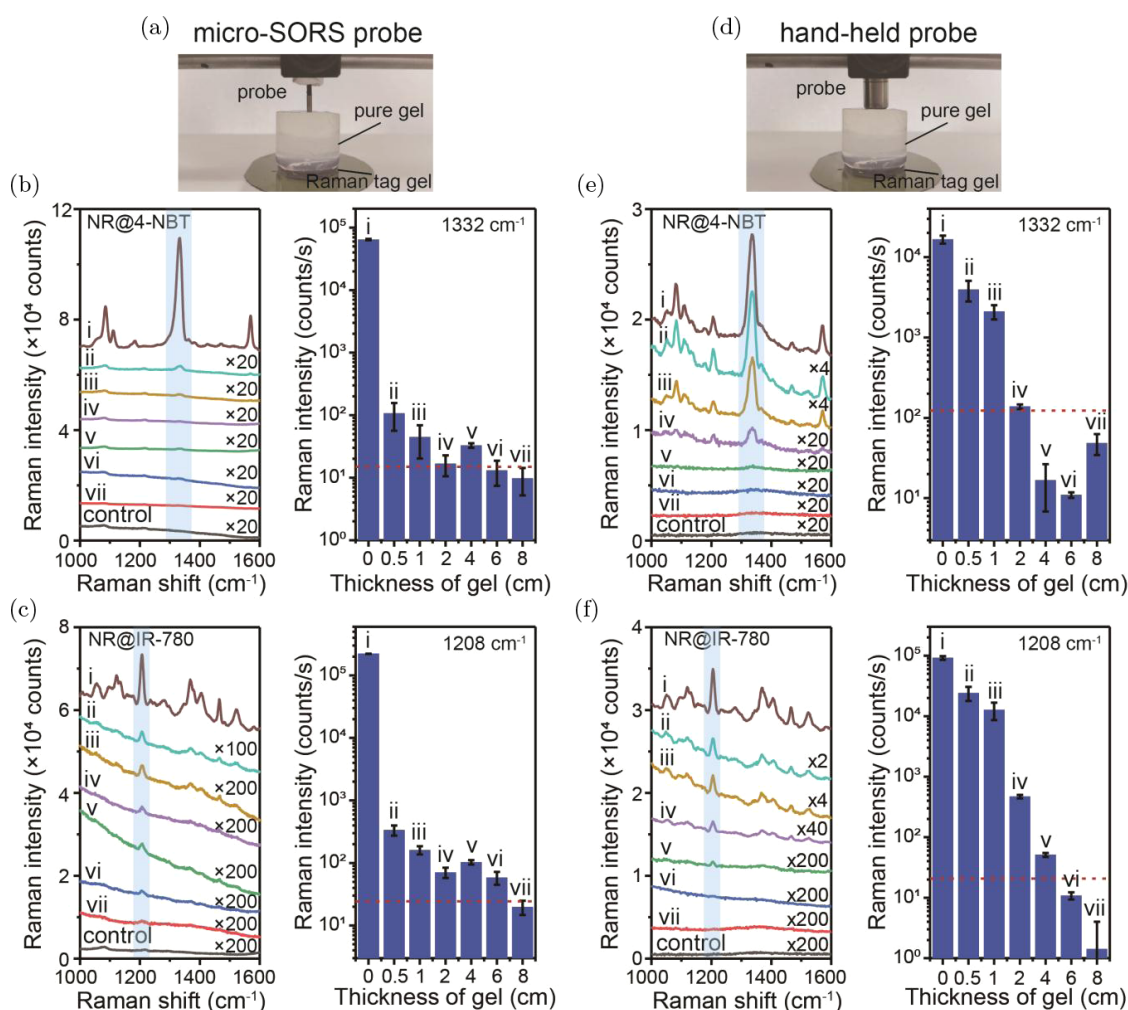 (a) micro-SORS probe
probe
pure gel
Raman tag gel
(d) hand-held probe
probe
pure gel
Raman tag gel
(b)
NR@4-NBT
Raman intensity (×10⁴ counts)
12
8
4
0
i
ii ×20
iii ×20
iv ×20
v ×20
vi ×20
vii ×20
control ×20
1000 1200 1400 1600
Raman shift (cm⁻¹)
1332 cm⁻¹
Raman intensity (counts/s)
10⁵
10⁴
10³
10²
10¹
10⁰
i
ii
iii
iv
v
vi
vii
0 0.5 1 2 4 6 8
Thickness of gel (cm)
(e)
NR@4-NBT
Raman intensity (×10⁴ counts)
3
2
1
0
i
ii ×4
iii ×4
iv ×20
v ×20
vi ×20
vii ×20
control ×20
1000 1200 1400 1600
Raman shift (cm⁻¹)
1332 cm⁻¹
Raman intensity (counts/s)
10⁴
10³
10²
10¹
i
ii
iii
iv
v
vi
vii
0 0.5 1 2 4 6 8
Thickness of gel (cm)
(c)
NR@IR-780
Raman intensity (×10⁴ counts)
8
6
4
2
0
i
ii ×100
iii ×200
iv ×200
v ×200
vi ×200
vii ×200
control ×200
1000 1200 1400 1600
Raman shift (cm⁻¹)
1208 cm⁻¹
Raman intensity (counts/s)
10⁵
10⁴
10³
10²
10¹
i
ii
iii
iv
v
vi
vii
0 0.5 1 2 4 6 8
Thickness of gel (cm)
(f)
NR@IR-780
Raman intensity (×10⁴ counts)
4
3
2
1
0
i
ii x2
iii x4
iv x40
v x200
vi x200
vii x200
control x200
1000 1200 1400 1600
Raman shift (cm⁻¹)
1208 cm⁻¹
Raman intensity (counts/s)
10⁵
10⁴
10³
10²
10¹
10⁰
i
ii
iii
iv
v
vi
vii
0 0.5 1 2 4 6 8
Thickness of gel (cm)